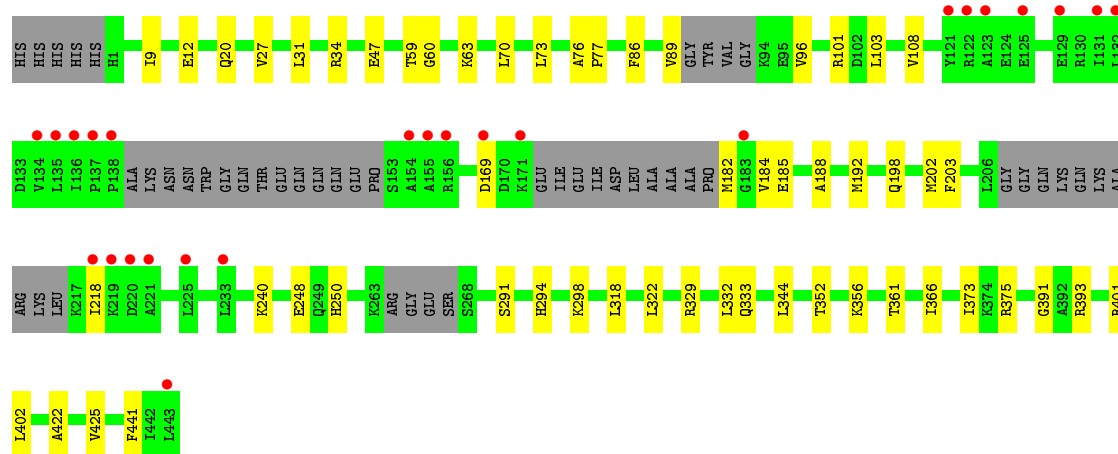 HIS HIS HIS HIS HIS H1 I9 E12 Q20 V27 L31 R34 E47 T59 G60 K63 L70 L73 A76 P77 F86 V89 GLY TYR VAL GLY K94 E95 V96 R101 D102 L103 V108 Y121 R122 A123 E124 E125 E129 R130 I131 L132
D133 V134 L135 I136 P137 P138 ALA LYS ASN ASN TRP GLY GLN THR GLU GLN GLN GLN GLN GLU PRO S153 A154 A155 R156 D169 D170 K171 GLU ILE GLU ILE ASP LEU ALA ALA ALA PRO M182 G183 V184 E185 A188 M192 Q198 M202 F203 L206 GLY GLY GLN LYS GLN LYS ALA
ARG LYS LEU K217 I218 K219 D220 A221 L225 L233 K240 E248 Q249 H250 K263 ARG GLY GLU SER S268 S291 H294 K298 L318 L322 R329 L332 Q333 L344 T352 K356 T361 I366 I373 K374 R375 G391 A392 R393 R401
L402 A422 V425 F441 I442 L443